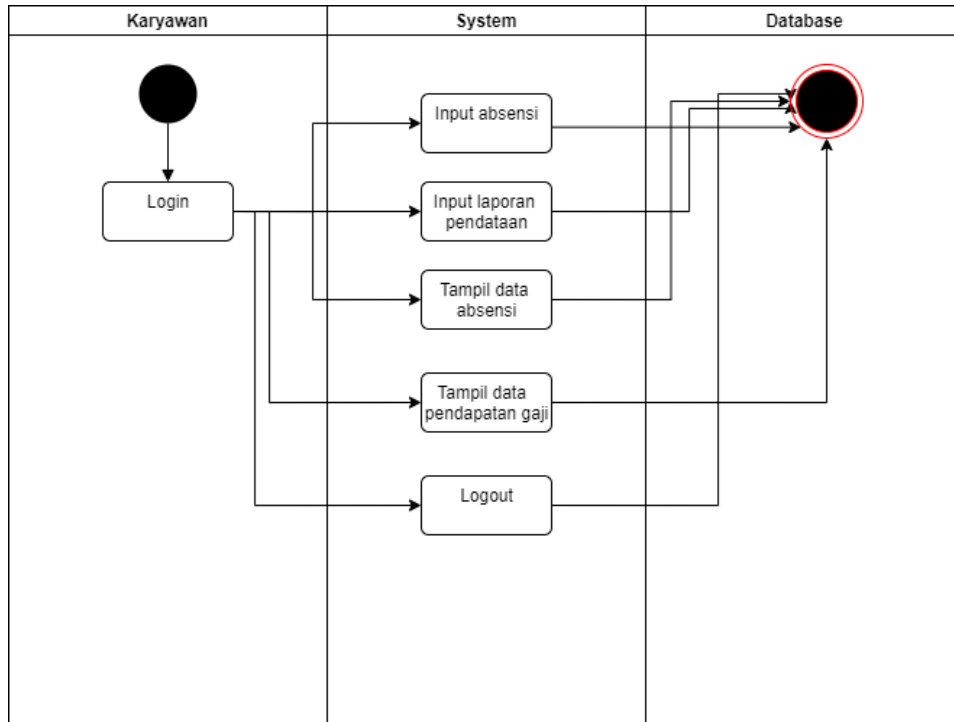 Karyawan
System
Database
Input absensi
Login
Input laporan
pendataan
Tampil data
absensi
Tampil data
pendapatan gaji
Logout